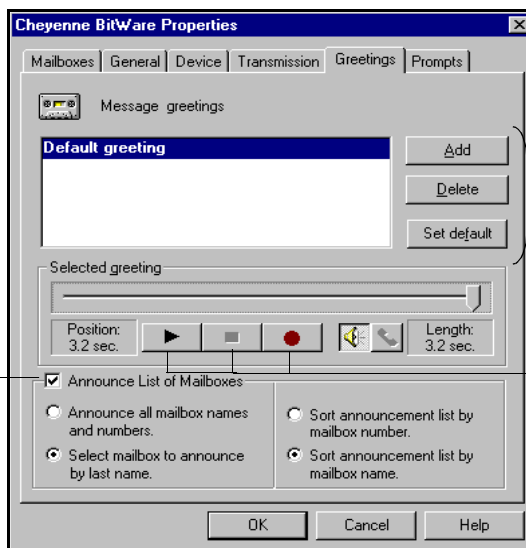 Cheyenne BitWare Properties
Mailboxes General Device Transmission Greetings Prompts
Message greetings
Default greeting
Add
Delete
Set default
Selected greeting
Position:
3.2 sec.
Length:
3.2 sec.
Announce List of Mailboxes
Announce all mailbox names
and numbers.
Select mailbox to announce
by last name.
Sort announcement list by
mailbox number.
Sort announcement list by
mailbox name.
OK Cancel Help